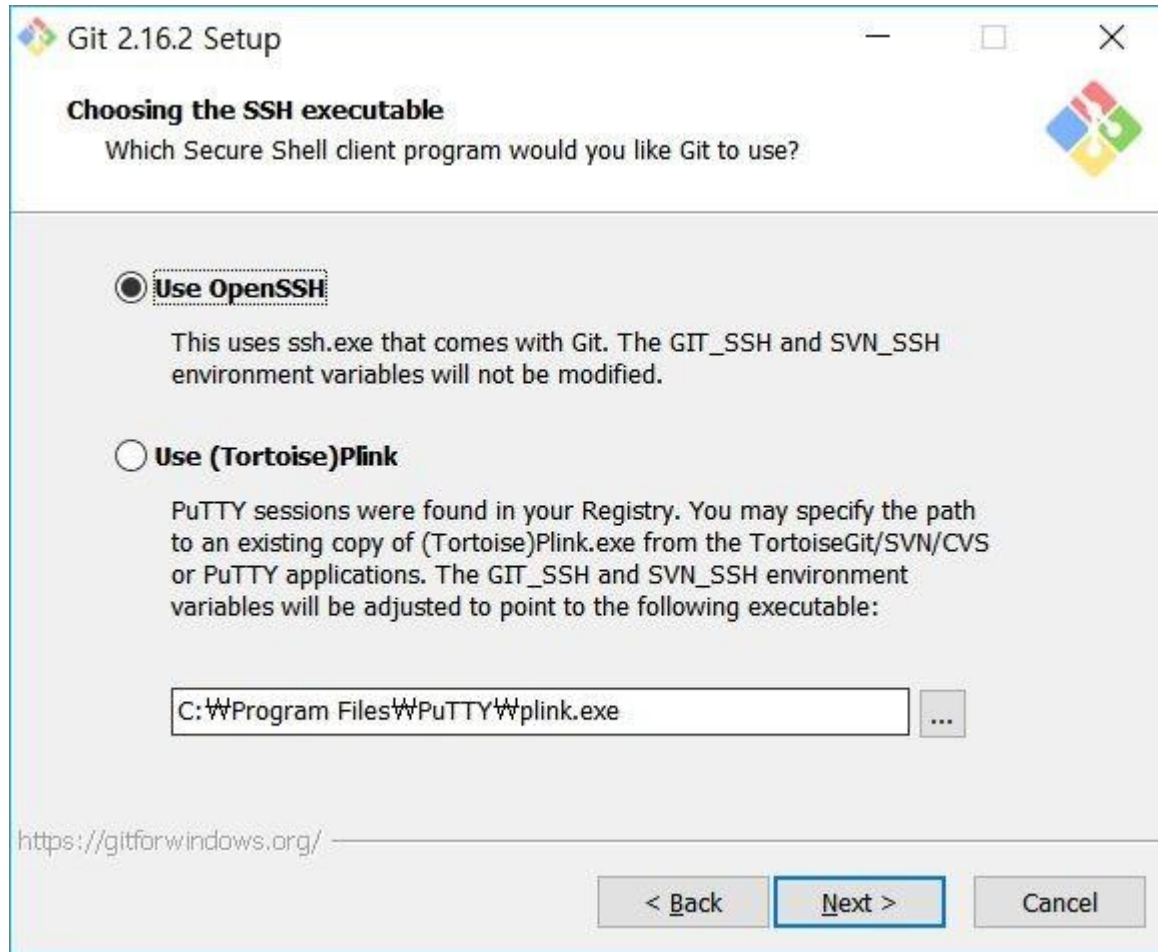 Git 2.16.2 Setup
Choosing the SSH executable
Which Secure Shell client program would you like Git to use?
Use OpenSSH
This uses ssh.exe that comes with Git. The GIT_SSH and SVN_SSH
environment variables will not be modified.
Use (Tortoise)Plink
PuTTY sessions were found in your Registry. You may specify the path
to an existing copy of (Tortoise)Plink.exe from the TortoiseGit/SVN/CVS
or PuTTY applications. The GIT_SSH and SVN_SSH environment
variables will be adjusted to point to the following executable:
C:₩Program Files₩PuTTY₩plink.exe
...
https://gitforwindows.org/
< Back
Next >
Cancel